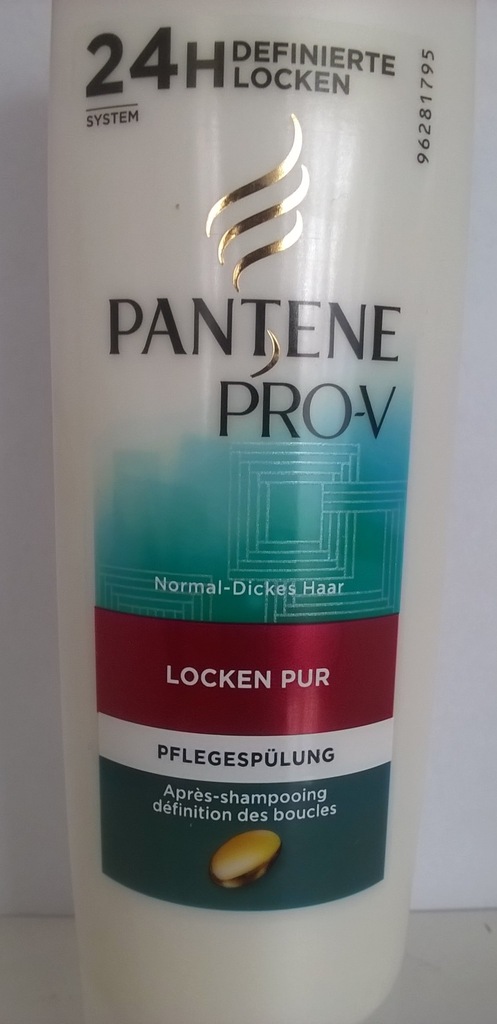 24H DEFINIERTE
LOCKEN
SYSTEM
96281795
PANTENE
PRO-V
Normal-Dickes Haar
LOCKEN PUR
PFLEGESPÜLUNG
Après-shampooing
définition des boucles